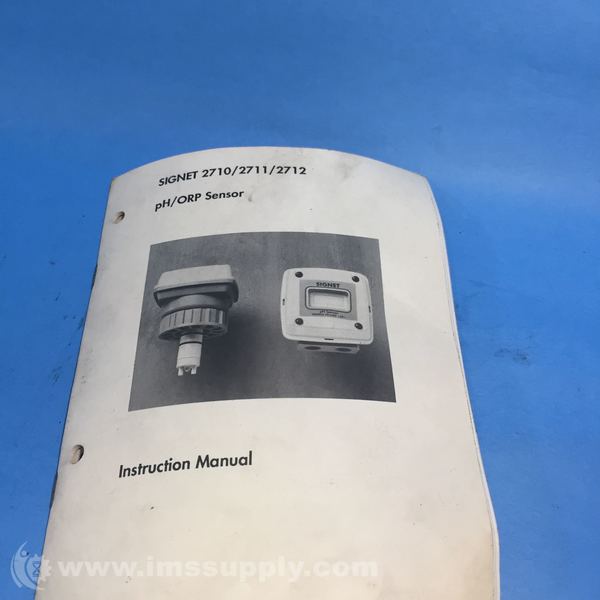 SIGNET 2710/2711/2712
pH/ORP Sensor
SIGNET
Instruction Manual
www.imssupply.com